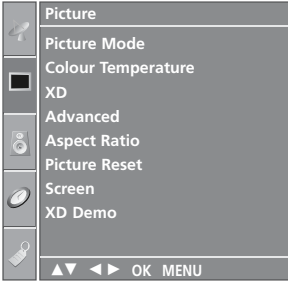 Picture
Picture Mode
Colour Temperature
XD
Advanced
Aspect Ratio
Picture Reset
Screen
XD Demo
▲▼ ◄► OK MENU